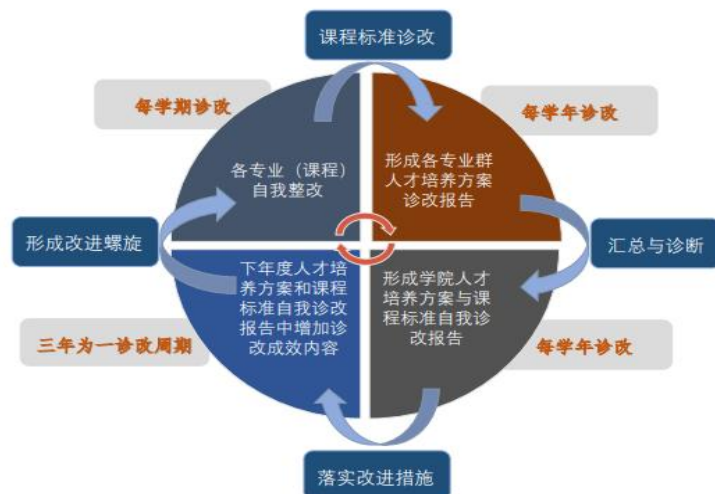 课程标准诊改
每学期诊改
每学年诊改
各专业（课程）
自我整改
形成各专业群
人才培养方案
诊改报告
形成改进螺旋
汇总与诊断
下年度人才培
养方案和课程
标准自我诊改
报告中增加诊
改成效内容
形成学院人才
培养方案与课
程标准自我诊
改报告
三年为一诊改周期
每学年诊改
落实改进措施